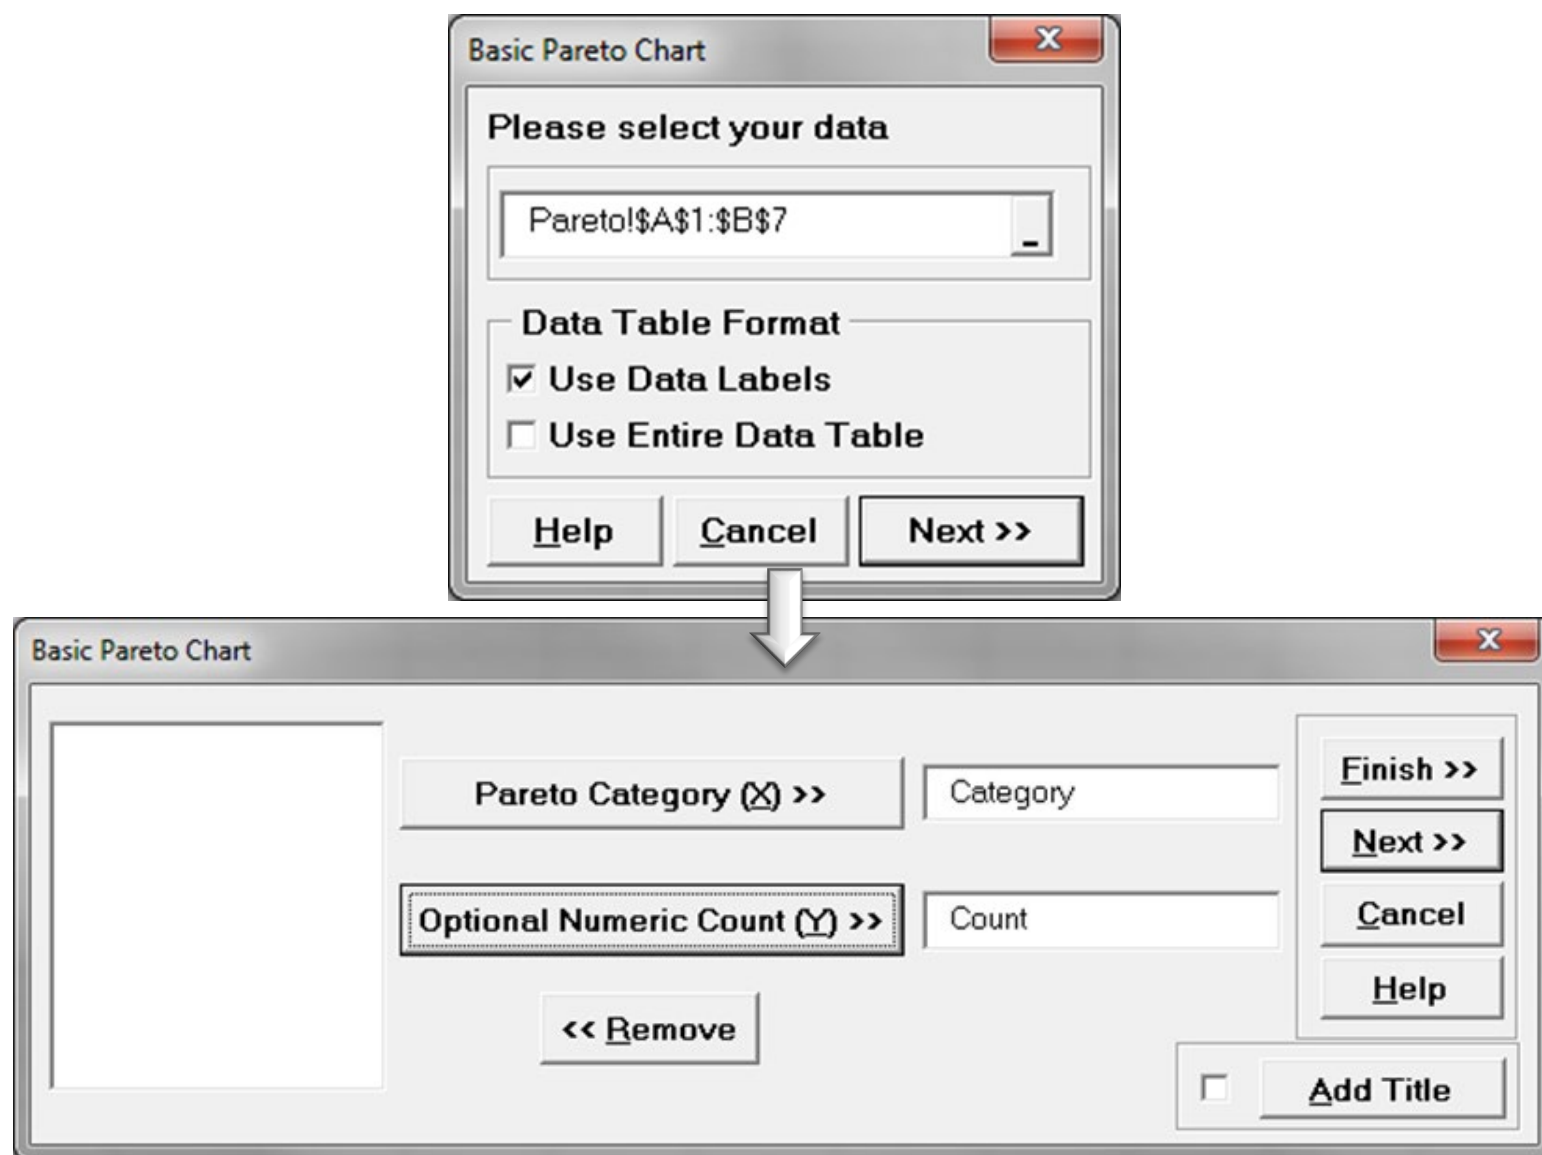 Basic Pareto Chart
Please select your data
Pareto!$A$1:$B$7
Data Table Format
Use Data Labels
Use Entire Data Table
Help Cancel Next >>
Basic Pareto Chart
Pareto Category (X) >> Category
Optional Numeric Count (Y) >> Count
<< Remove
Finish >>
Next >>
Cancel
Help
Add Title